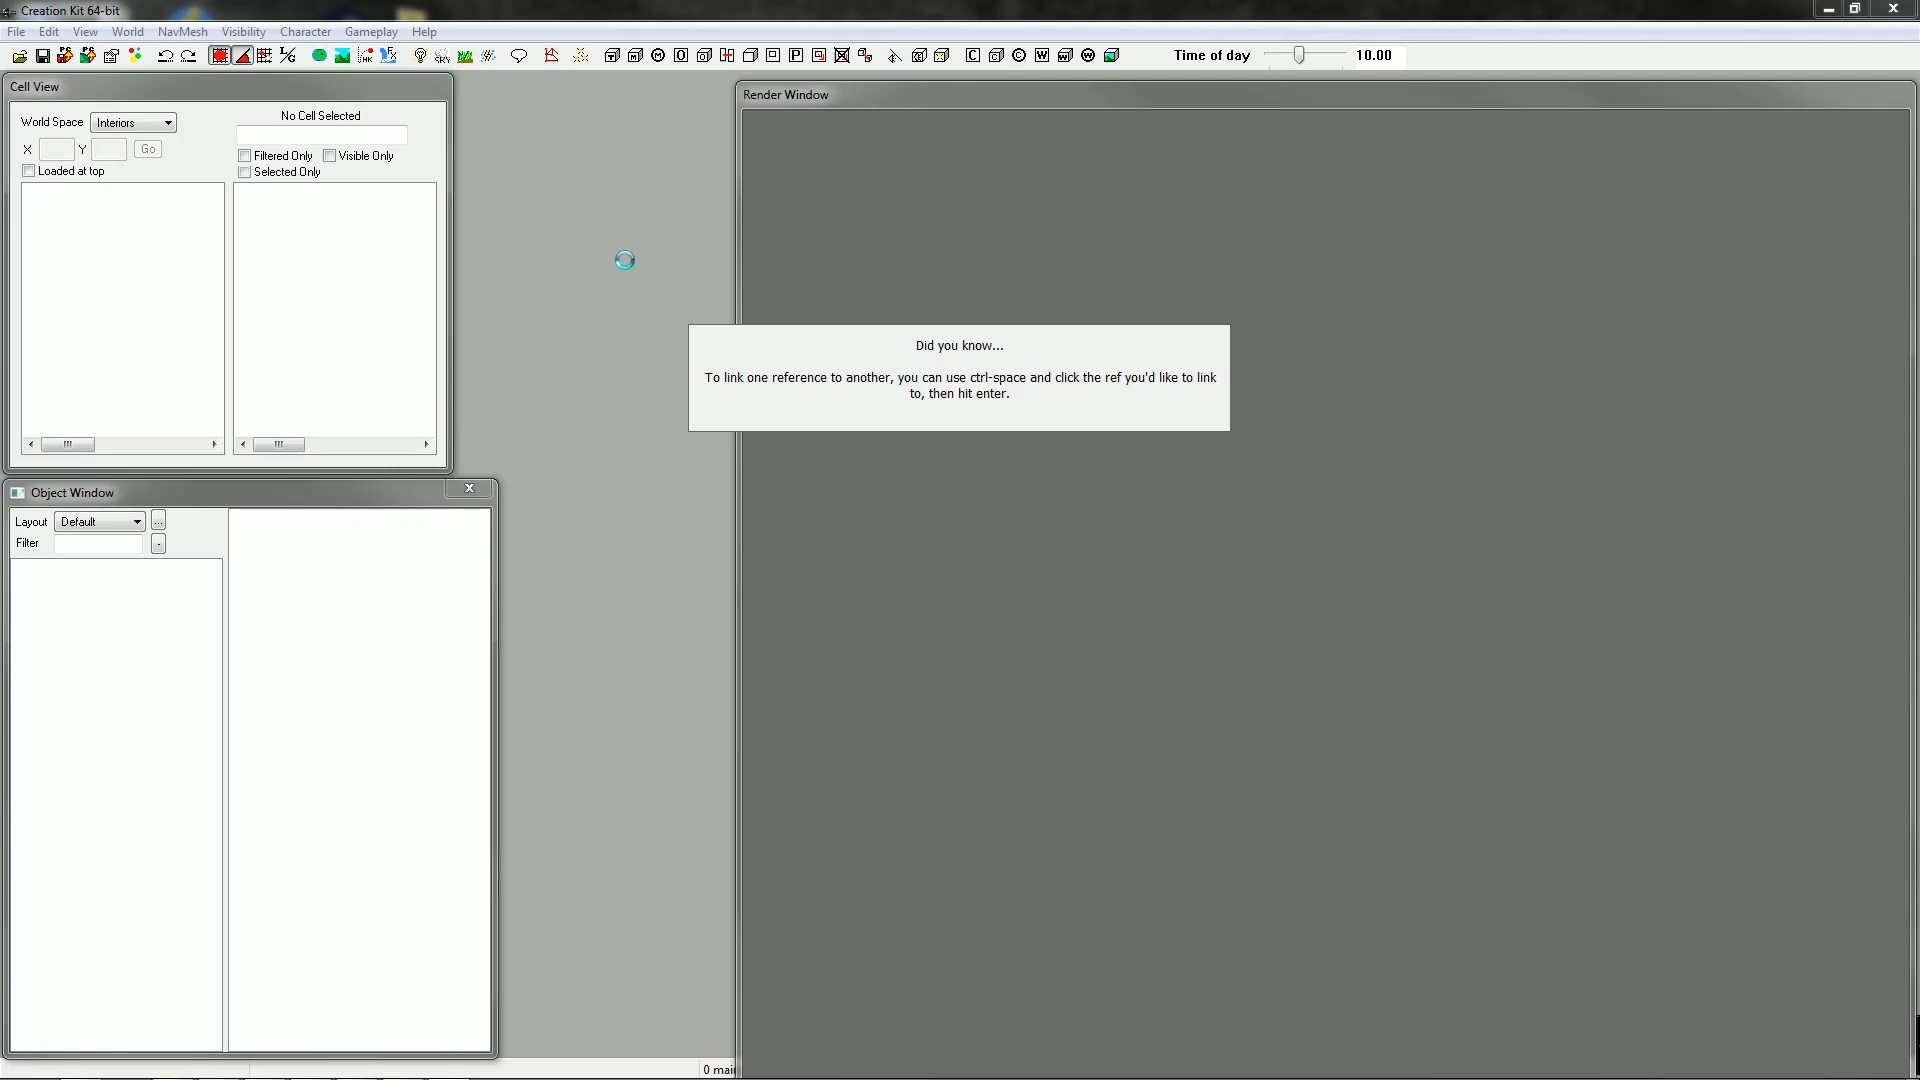 Creation Kit 64-bit
File Edit View World NavMesh Visibility Character Gameplay Help
Time of day 10.00
Cell View
World Space Interiors
No Cell Selected
X Y Go
Filtered Only Visible Only
Loaded at top
Selected Only
Render Window
Did you know...
To link one reference to another, you can use ctrl-space and click the ref you'd like to link
to, then hit enter.
Object Window
Layout Default ...
Filter
0 mai